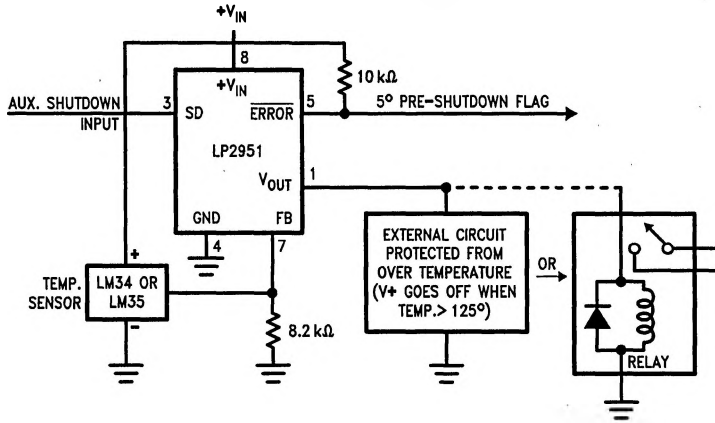 +VIN
8
+VIN
10 kΩ
AUX. SHUTDOWN
INPUT
3
SD
ERROR
5
5° PRE-SHUTDOWN FLAG
LP2951
VOUT
1
GND
FB
4
7
EXTERNAL CIRCUIT
PROTECTED FROM
OVER TEMPERATURE
(V+ GOES OFF WHEN
TEMP.> 125°)
OR
TEMP.
SENSOR
+
LM34 OR
LM35
-
8.2 kΩ
RELAY